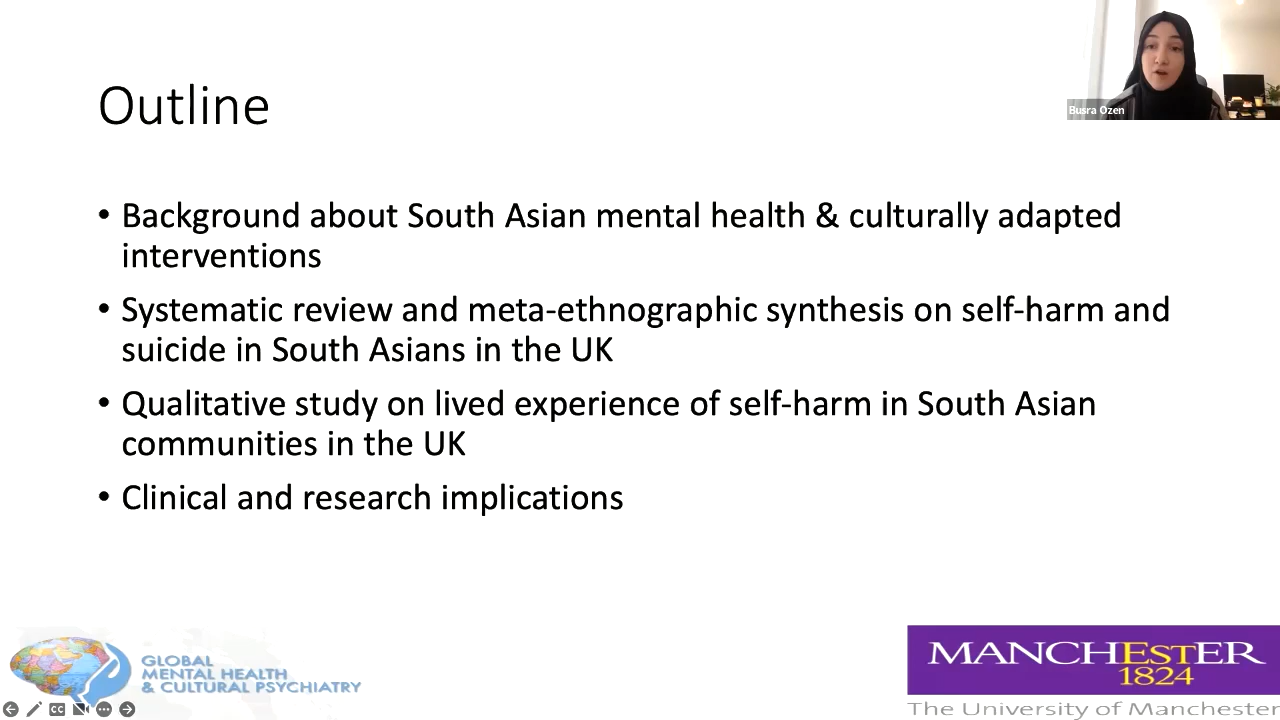 Outline
Busra Ozen
• Background about South Asian mental health & culturally adapted
interventions
• Systematic review and meta-ethnographic synthesis on self-harm and
suicide in South Asians in the UK
• Qualitative study on lived experience of self-harm in South Asian
communities in the UK
• Clinical and research implications
GLOBAL
MENTAL HEALTH
& CULTURAL PSYCHIATRY
CC
MANCHESTER
1824
The University of Manchester